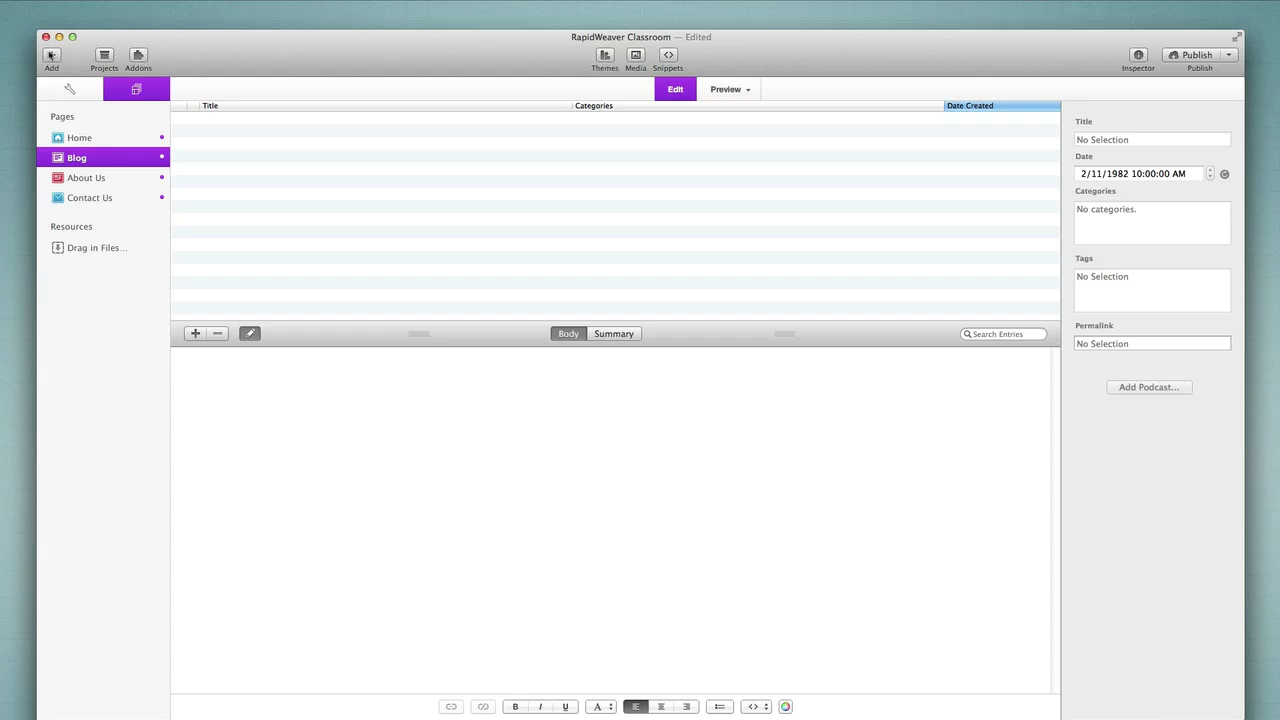 RapidWeaver Classroom — Edited
Add Projects Addons Themes Media Snippets Inspector Publish Publish
Edit Preview
Title Categories Date Created
Pages
Home
Blog
About Us
Contact Us
Resources
Drag in Files...
Body Summary Search Entries
Title
No Selection
Date
2/11/1982 10:00:00 AM
Categories
No categories.
Tags
No Selection
Permalink
No Selection
Add Podcast...
B I U A